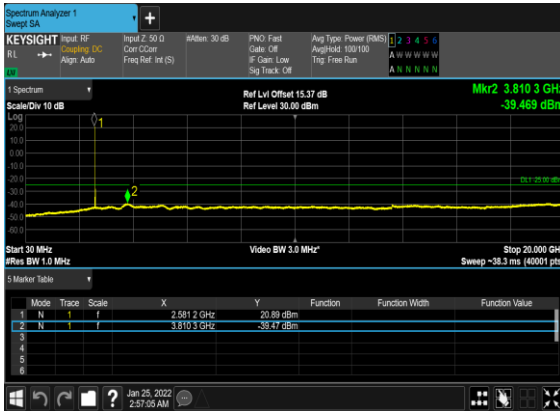 Spectrum Analyzer 1
Swept SA
+
KEYSIGHT Input: RF Input Z: 50 Ω #Atten: 30 dB PNO: Fast Avg Type: Power (RMS) 1 2 3 4 5 6
RL Coupling: DC Corr CCorr Gate: Off Avg|Hold: 100/100 A W W W W W
Align: Auto Freq Ref: Int (S) IF Gain: Low Trig: Free Run
Sig Track: Off A N N N N N
1 Spectrum Ref Lvl Offset 15.37 dB Mkr2 3.810 3 GHz
Scale/Div 10 dB Ref Level 30.00 dBm -39.469 dBm
Log
1
20.0
10.0
0.00
-10.0
-20.0
DL1 -25.00 dBm
-30.0
2
-40.0
-50.0
-60.0
Start 30 MHz Video BW 3.0 MHz* Stop 20.000 GHz
#Res BW 1.0 MHz Sweep ~38.3 ms (40001 pts)
5 Marker Table
Mode Trace Scale X Y Function Function Width Function Value
1 N 1 f 2.581 2 GHz 20.89 dBm
2 N 1 f 3.810 3 GHz -39.47 dBm
3
4
5
6
? Jan 25, 2022
2:57:05 AM